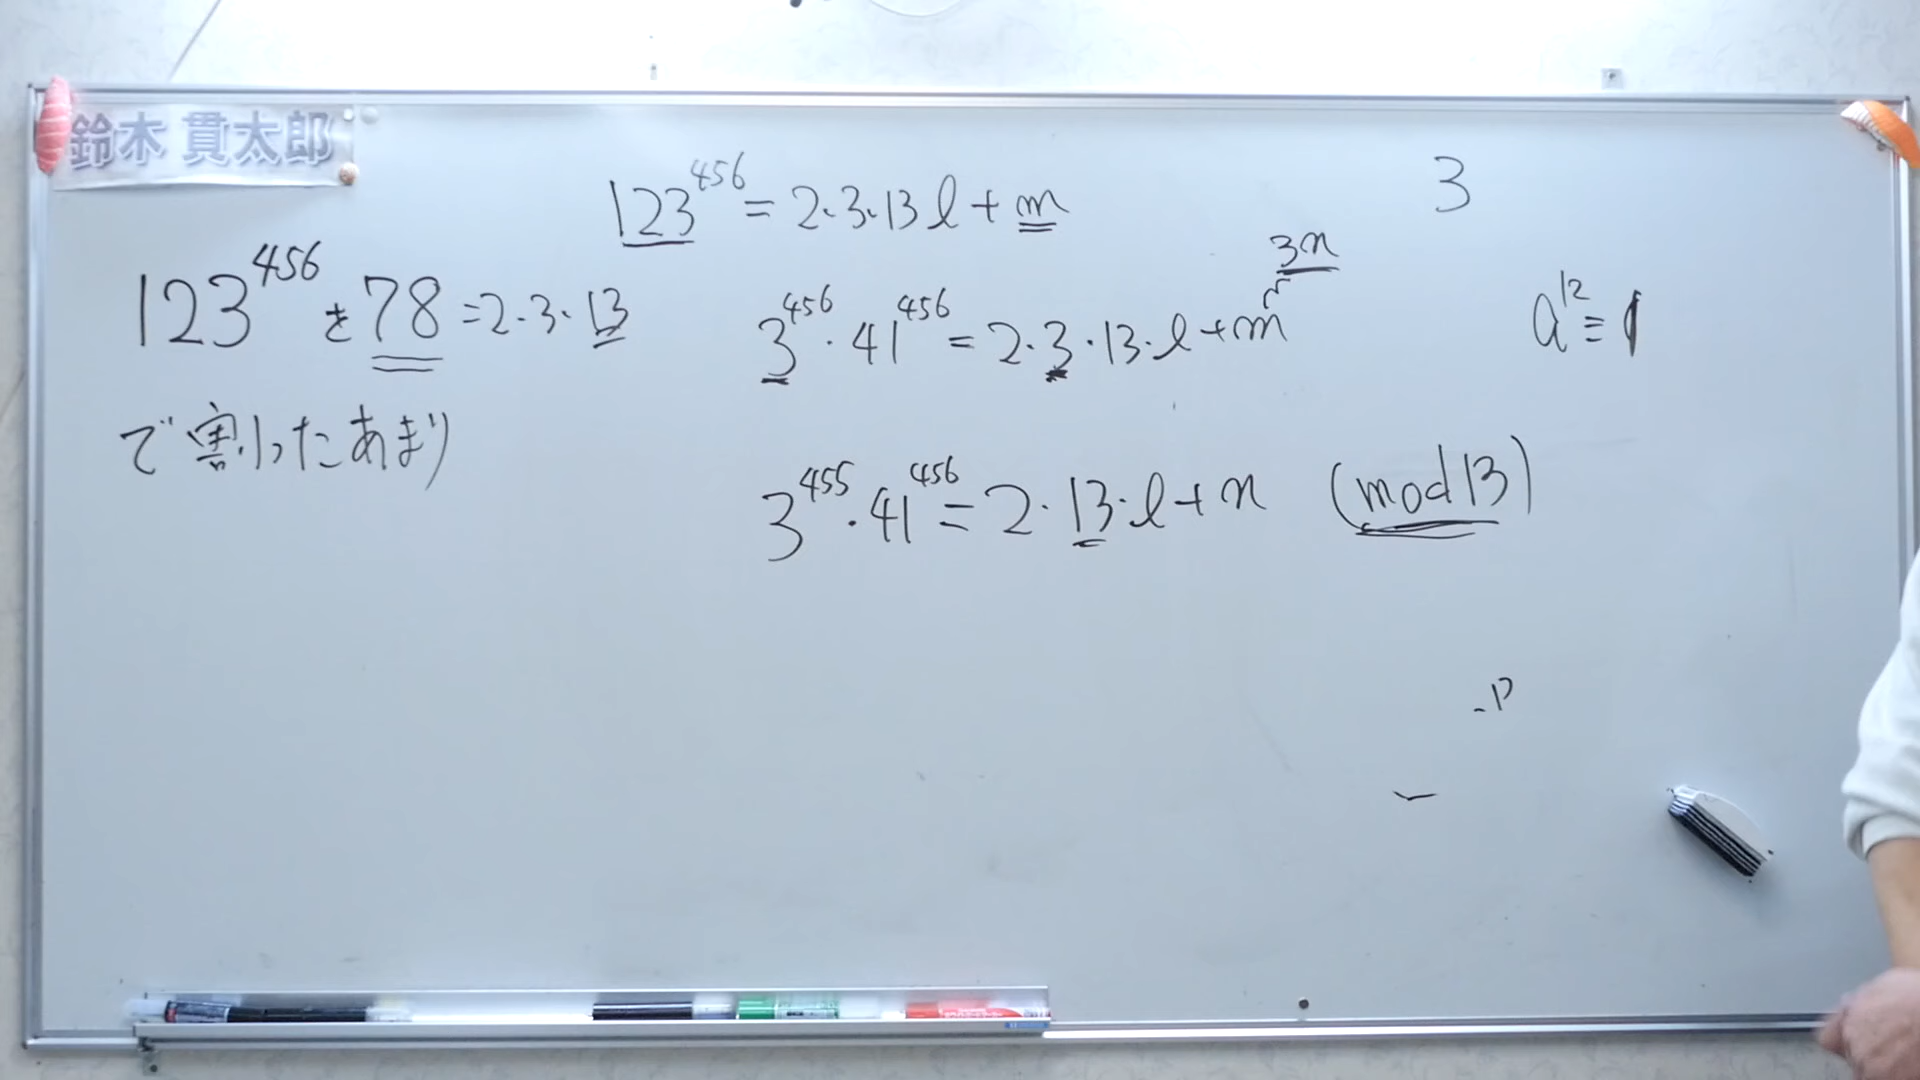 鈴木 貫太郎
123^456 = 2・3・13 l + m
123^456 を 78 = 2・3・13
で割ったあまり
3^456・41^456 = 2・3・13・l + m
3n
3^455・41^456 = 2・13・l + n (mod 13)
3
a^12 ≡ 1